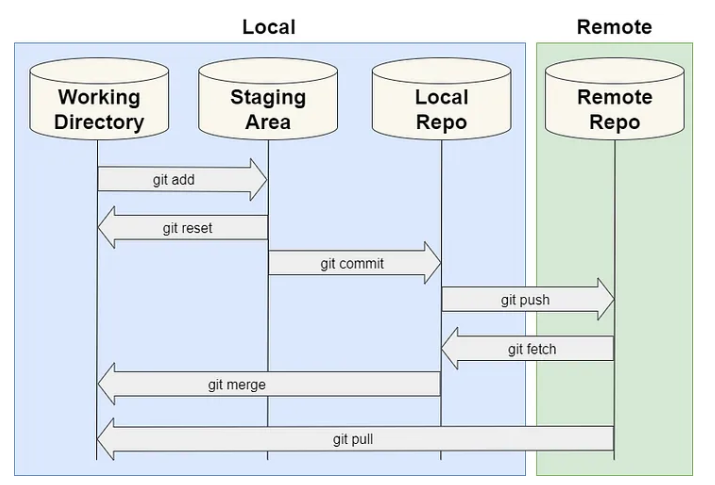 Local
Remote
Working
Directory
Staging
Area
Local
Repo
Remote
Repo
git add
git reset
git commit
git push
git fetch
git merge
git pull